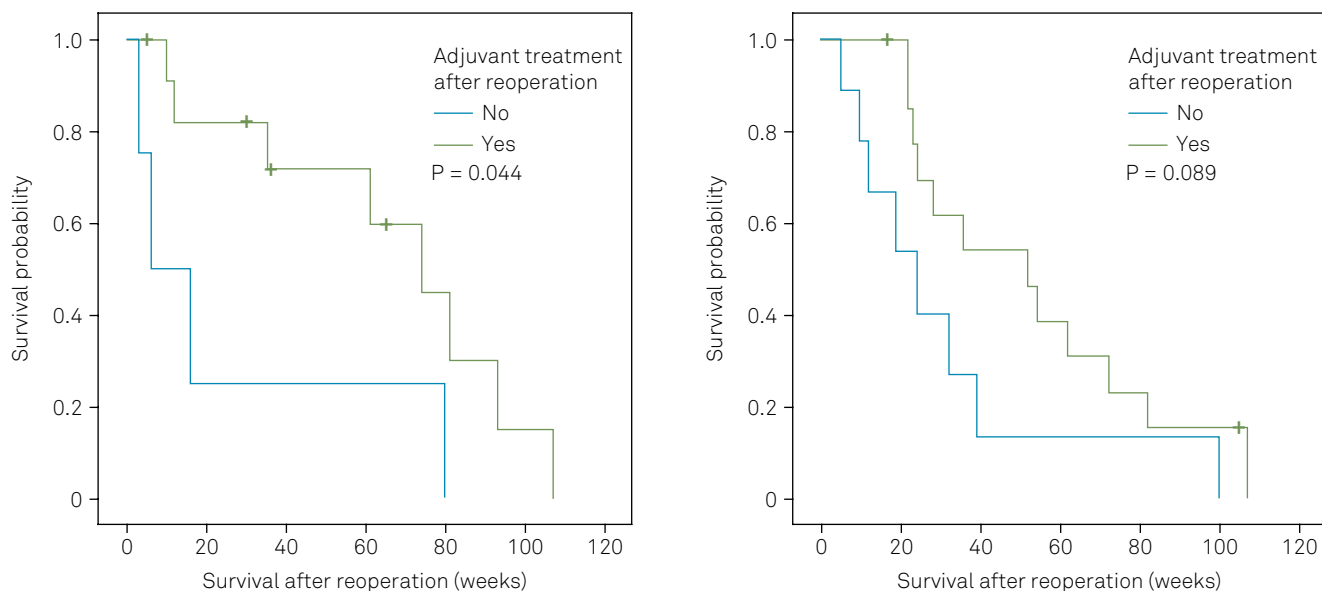 1.0
0.8
0.6
0.4
0.2
0
Survival probability
0 20 40 60 80 100 120
Survival after reoperation (weeks)
Adjuvant treatment
after reoperation
No
Yes
P = 0.044
1.0
0.8
0.6
0.4
0.2
0
Survival probability
0 20 40 60 80 100 120
Survival after reoperation (weeks)
Adjuvant treatment
after reoperation
No
Yes
P = 0.089